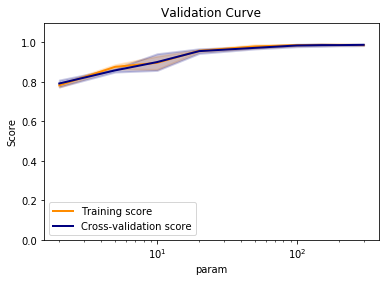 Validation Curve
1.0
0.8
0.6
0.4
0.2
0.0
Score
Training score
Cross-validation score
10¹
10²
param